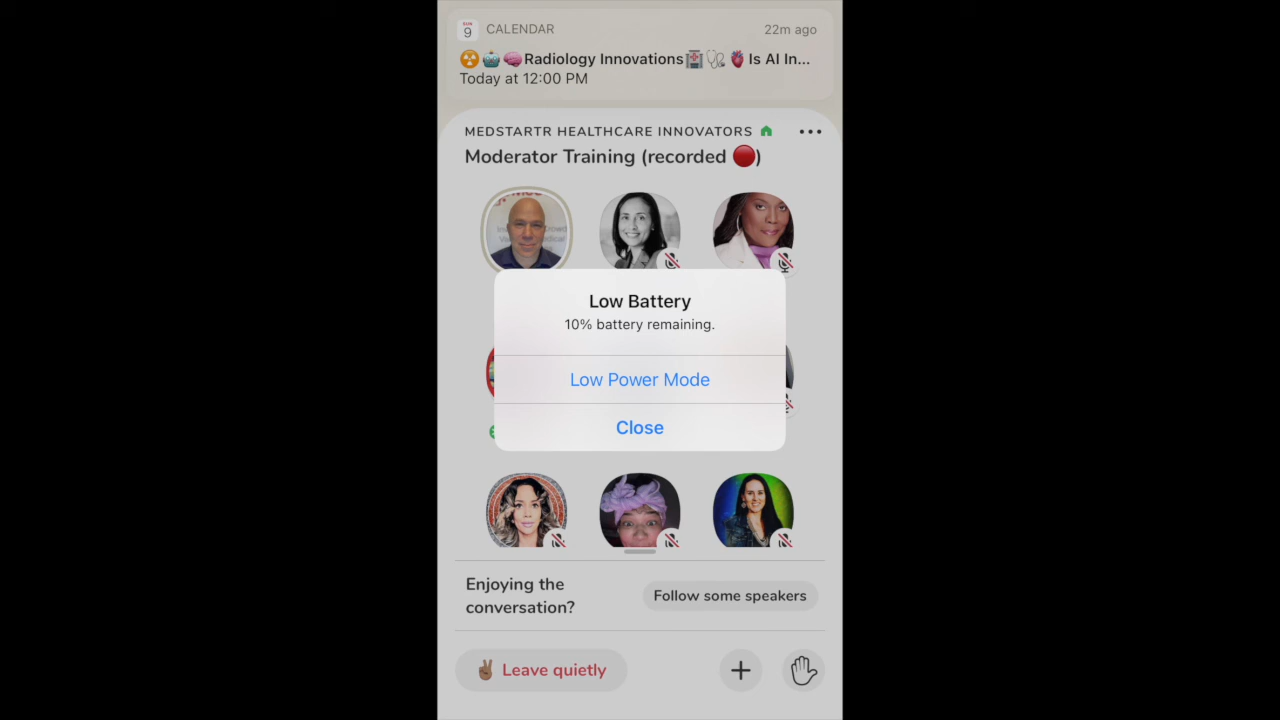 SUN
9
CALENDAR
22m ago
☢️🤖🧠Radiology Innovations🏥🩺🫀Is AI In...
Today at 12:00 PM
MEDSTARTR HEALTHCARE INNOVATORS
Moderator Training (recorded 🔴)
Low Battery
10% battery remaining.
Low Power Mode
Close
Enjoying the
conversation?
Follow some speakers
✌🏽 Leave quietly